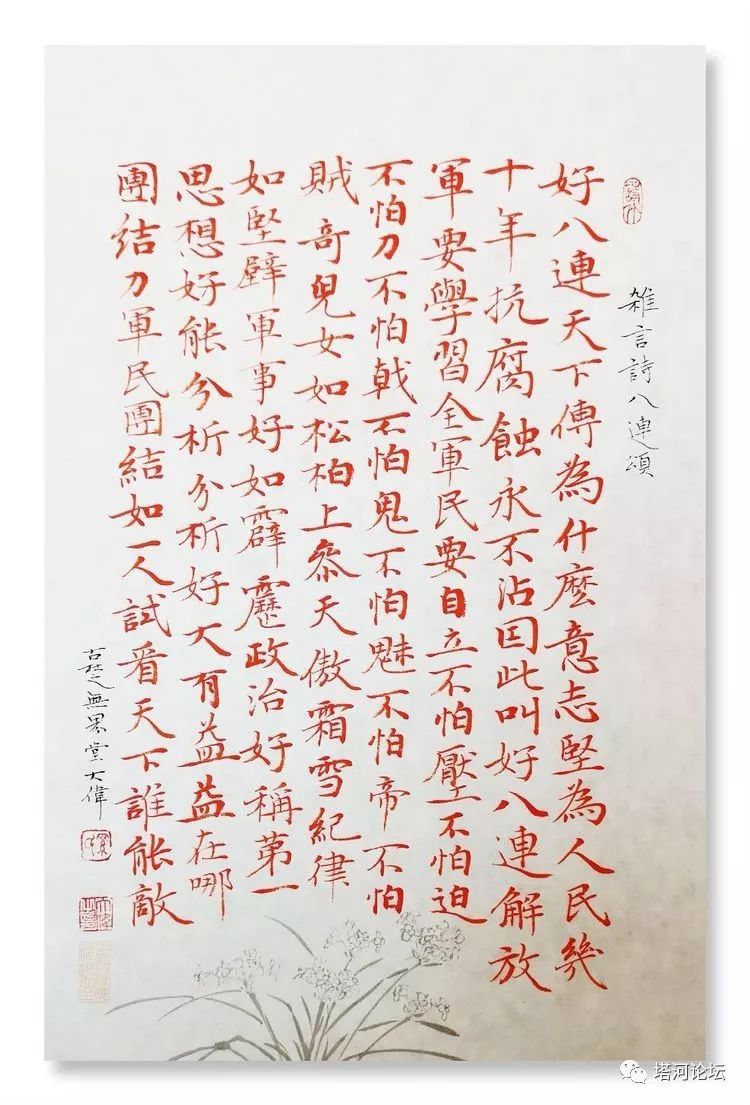 雜言詩八連頌
好八連天下傳為什麼意志堅為人民幾
十年抗腐蝕永不沾因此叫好八連解放
軍要學習全軍民要自立不怕壓不怕迫
不怕刀不怕戟不怕鬼不怕魅不怕帝不怕
賊奇兒女如松柏上參天傲霜雪紀律
如堅壁軍事好如霹靂政治好稱第一
思想好能分析分析好大有益益在哪
團结力軍民團結如一人試看天下誰能敵
古楚無界堂大偉
塔河论坛